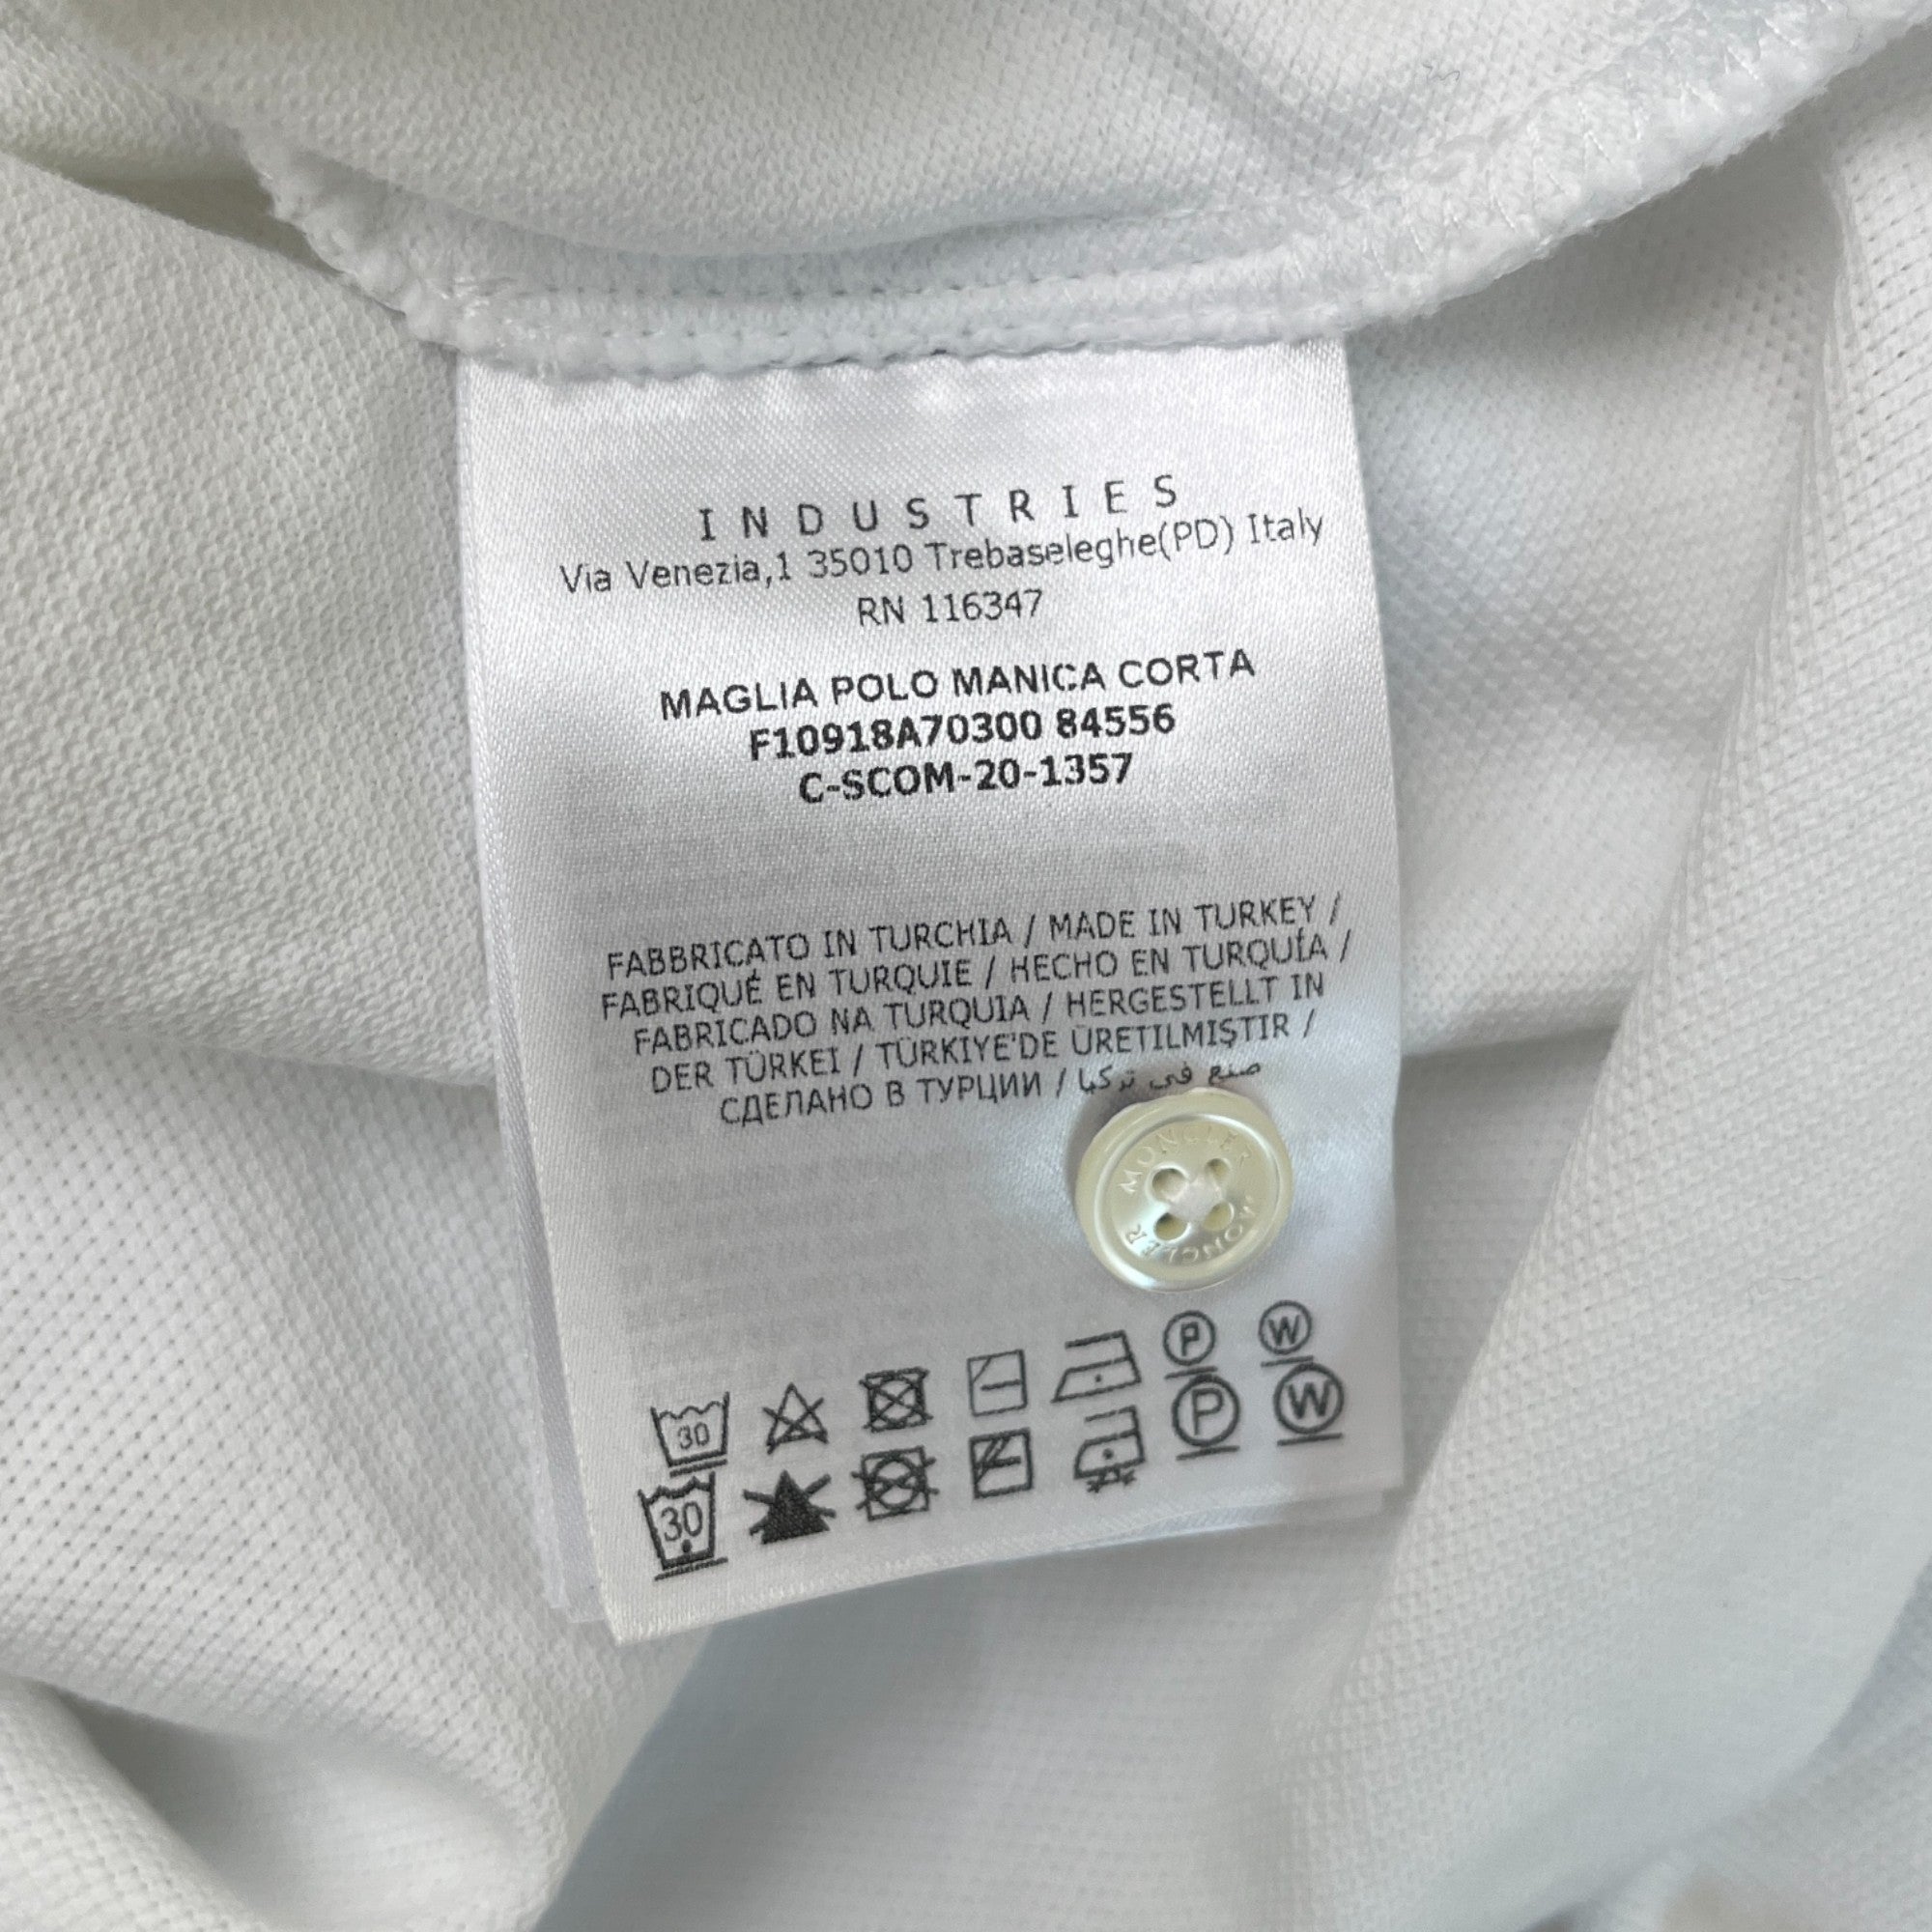 INDUSTRIES
Via Venezia,1 35010 Trebaseleghe(PD) Italy
RN 116347
MAGLIA POLO MANICA CORTA
F10918A70300 84556
C-SCOM-20-1357
FABBRICATO IN TURCHIA / MADE IN TURKEY /
FABRIQUÉ EN TURQUIE / HECHO EN TURQUÍA /
FABRICADO NA TURQUIA / HERGESTELLT IN
DER TÜRKEI / TÜRKIYE'DE ÜRETILMIŞTIR /
СДЕЛАНО В ТУРЦИИ / صنع في تركيا
MONCLER
MONCLER
30 P W
30 P W